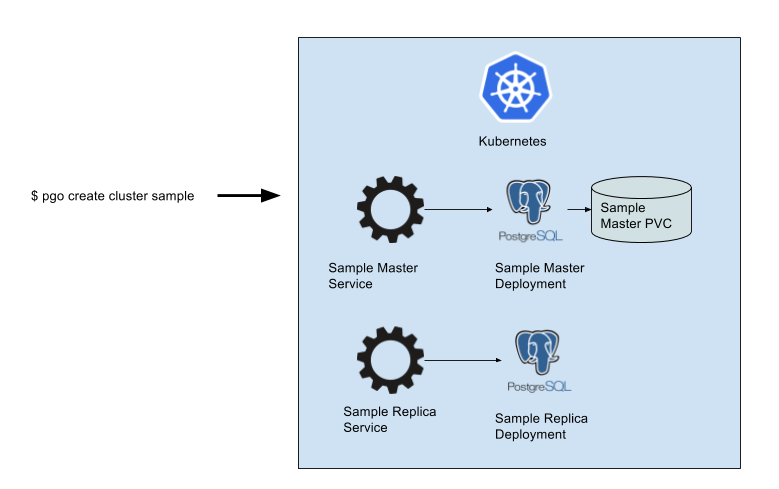 Kubernetes
$ pgo create cluster sample
Sample
Master PVC
PostgreSQL
Sample Master
Service
Sample Master
Deployment
PostgreSQL
Sample Replica
Service
Sample Replica
Deployment